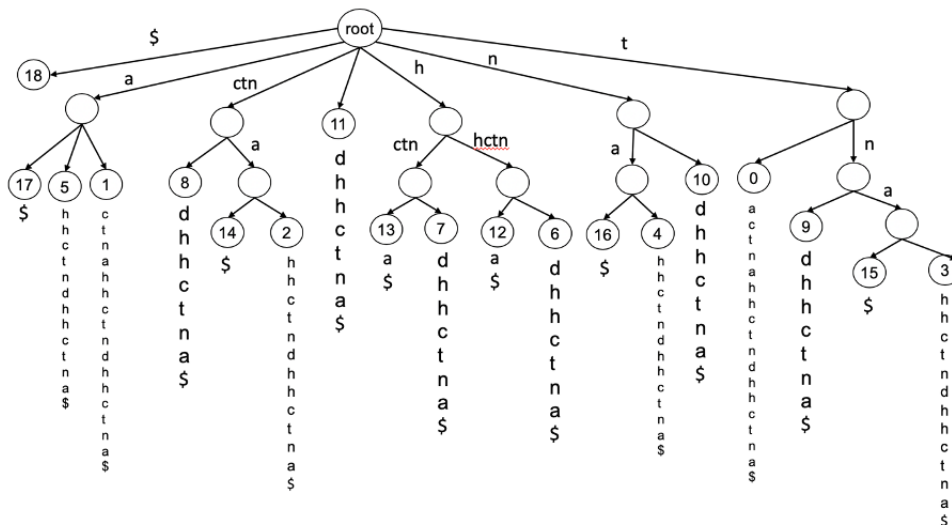 root
$
a
ctn
h
n
t
18
11
dhhctna$
ctn
hctn
a
a
n
17
$
5
hhctndhhctna$
1
ctnahhctndhhctna$
8
dhhctna$
14
$
2
hhctndhhctna$
13
a$
7
dhhctna$
12
a$
6
dhhctna$
16
$
4
hhctndhhctna$
10
dhhctna$
0
actnahhctndhhctna$
9
dhhctna$
a
15
$
3
hhctndhhctna$